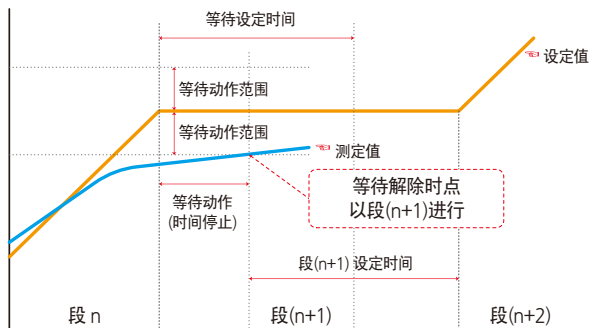 等待设定时间
设定值
等待动作范围
等待动作范围
测定值
等待解除时点
以段(n+1)进行
等待动作
(时间停止)
段(n+1) 设定时间
段 n
段(n+1)
段(n+2)